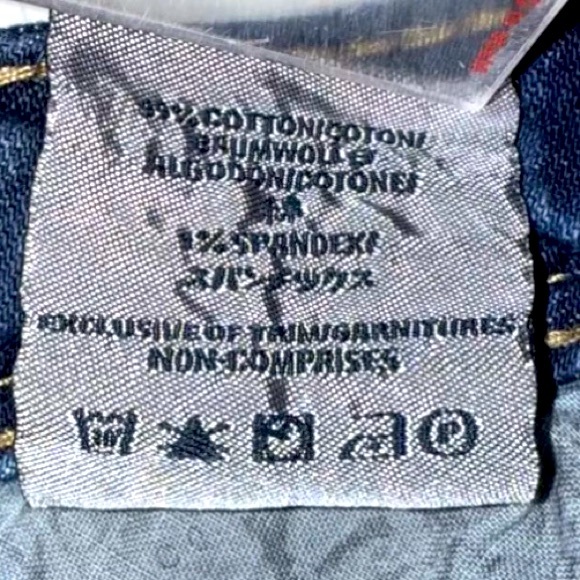 99% COTTON/COTON/
BAUMWOLLE/
ALGODON/COTONE/
綿
1% SPANDEX/
スパンデックス
EXCLUSIVE OF TRIM/GARNITURES
NON-COMPRISES
30
P